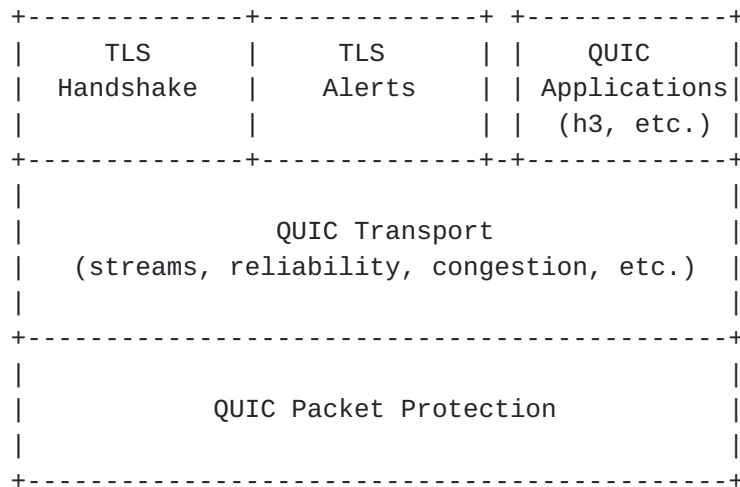 +--------------+--------------+ +-------------+
|     TLS      |     TLS      | |    QUIC     |
|  Handshake   |    Alerts    | | Applications|
|              |              | |  (h3, etc.) |
+--------------+--------------+-+-------------+
|                                             |
|                QUIC Transport               |
|   (streams, reliability, congestion, etc.)  |
|                                             |
+---------------------------------------------+
|                                             |
|            QUIC Packet Protection           |
|                                             |
+---------------------------------------------+